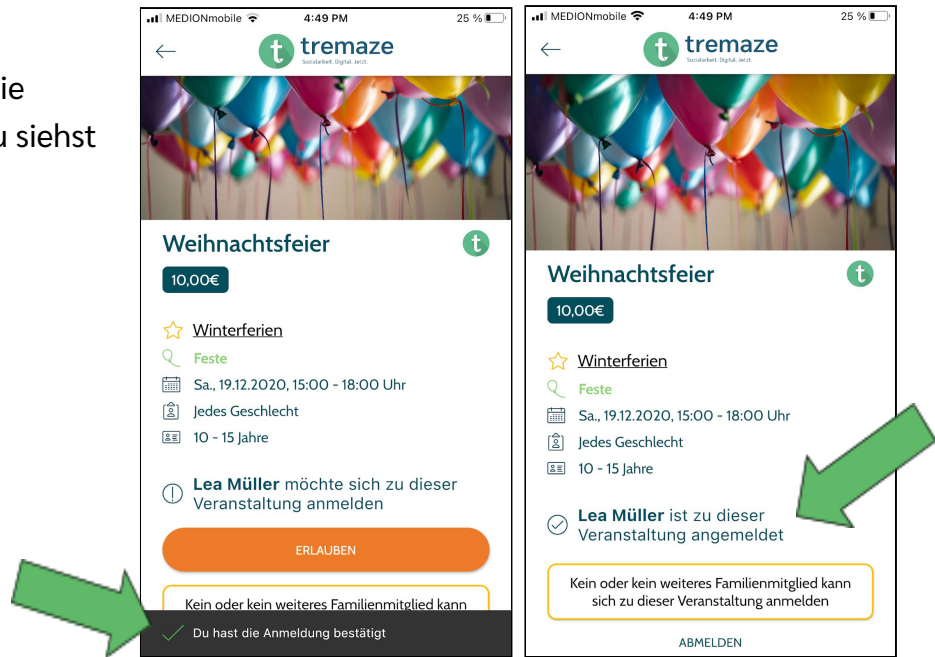 ie
u siehst
MEDIONmobile 4:49 PM 25 %
t tremaze
Sozialarbeit. Digital. Jetzt.
Weihnachtsfeier t
10,00€
Winterferien
Feste
Sa., 19.12.2020, 15:00 - 18:00 Uhr
Jedes Geschlecht
10 - 15 Jahre
Lea Müller möchte sich zu dieser
Veranstaltung anmelden
ERLAUBEN
Kein oder kein weiteres Familienmitglied kann
Du hast die Anmeldung bestätigt
MEDIONmobile 4:49 PM 25 %
t tremaze
Sozialarbeit. Digital. Jetzt.
Weihnachtsfeier t
10,00€
Winterferien
Feste
Sa., 19.12.2020, 15:00 - 18:00 Uhr
Jedes Geschlecht
10 - 15 Jahre
Lea Müller ist zu dieser
Veranstaltung angemeldet
Kein oder kein weiteres Familienmitglied kann
sich zu dieser Veranstaltung anmelden
ABMELDEN